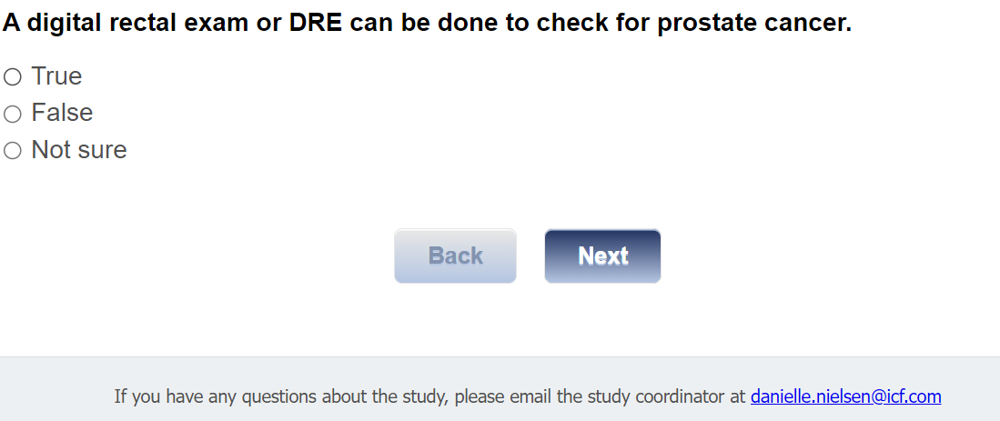 A digital rectal exam or DRE can be done to check for prostate cancer.
True
False
Not sure
Back
Next
If you have any questions about the study, please email the study coordinator at danielle.nielsen@icf.com